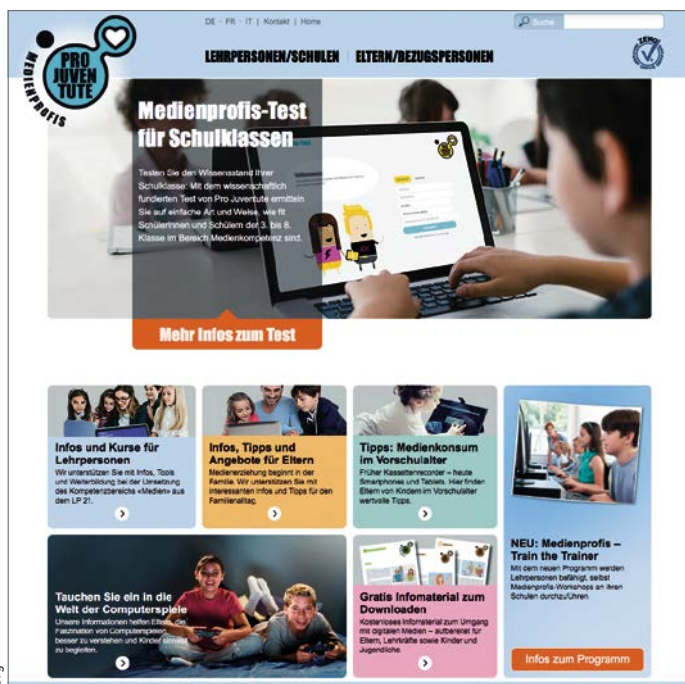 DE · FR · IT | Kontakt | Home
Suche
PRO
JUVEN
TUTE
MEDIENPROFIS
LEHRPERSONEN/SCHULEN | ELTERN/BEZUGSPERSONEN
ZERO!
Medienprofis-Test
für Schulklassen
Testen Sie den Wissensstand Ihrer
Schulklasse: Mit dem wissenschaftlich
fundierten Test von Pro Juventute ermitteln
Sie auf einfache Art und Weise, wie fit
Schülerinnen und Schülern der 3. bis 8.
Klasse im Bereich Medienkompetenz sind.
Mehr Infos zum Test
Infos und Kurse für
Lehrpersonen
Wir unterstützen Sie mit Infos, Tools
und Weiterbildung bei der Umsetzung
des Kompetenzbereichs «Medien» aus
dem LP 21.
Infos, Tipps und
Angebote für Eltern
Medienerziehung beginnt in der
Familie. Wir unterstützen Sie mit
interessanten Infos und Tipps für den
Familienalltag.
Tipps: Medienkonsum
im Vorschulalter
Früher Kassettenrecorder – heute
Smartphones und Tablets. Hier finden
Eltern von Kindern im Vorschulalter
wertvolle Tipps.
NEU: Medienprofis –
Train the Trainer
Mit dem neuen Programm werden
Lehrpersonen befähigt, selbst
Medienprofis-Workshops an ihren
Schulen durchzuführen.
Infos zum Programm
Tauchen Sie ein in die
Welt der Computerspiele
Unsere Informationen helfen Eltern, die
Faszination von Computerspielen
besser zu verstehen und Kinder sinnvoll
zu begleiten.
Gratis Infomaterial zum
Downloaden
Kostenloses Infomaterial zum Umgang
mit digitalen Medien – aufbereitet für
Eltern, Lehrkräfte sowie Kinder und
Jugendliche.